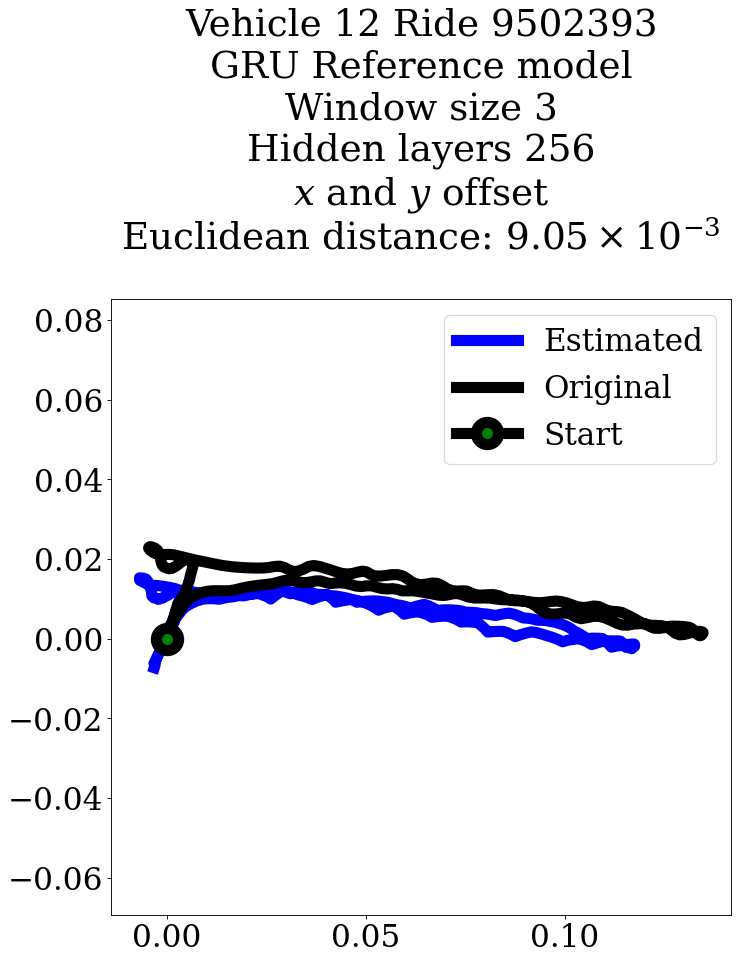 Vehicle 12 Ride 9502393
GRU Reference model
Window size 3
Hidden layers 256
x and y offset
Euclidean distance: 9.05 × 10⁻³
Estimated
Original
Start
0.08
0.06
0.04
0.02
0.00
−0.02
−0.04
−0.06
0.00 0.05 0.10